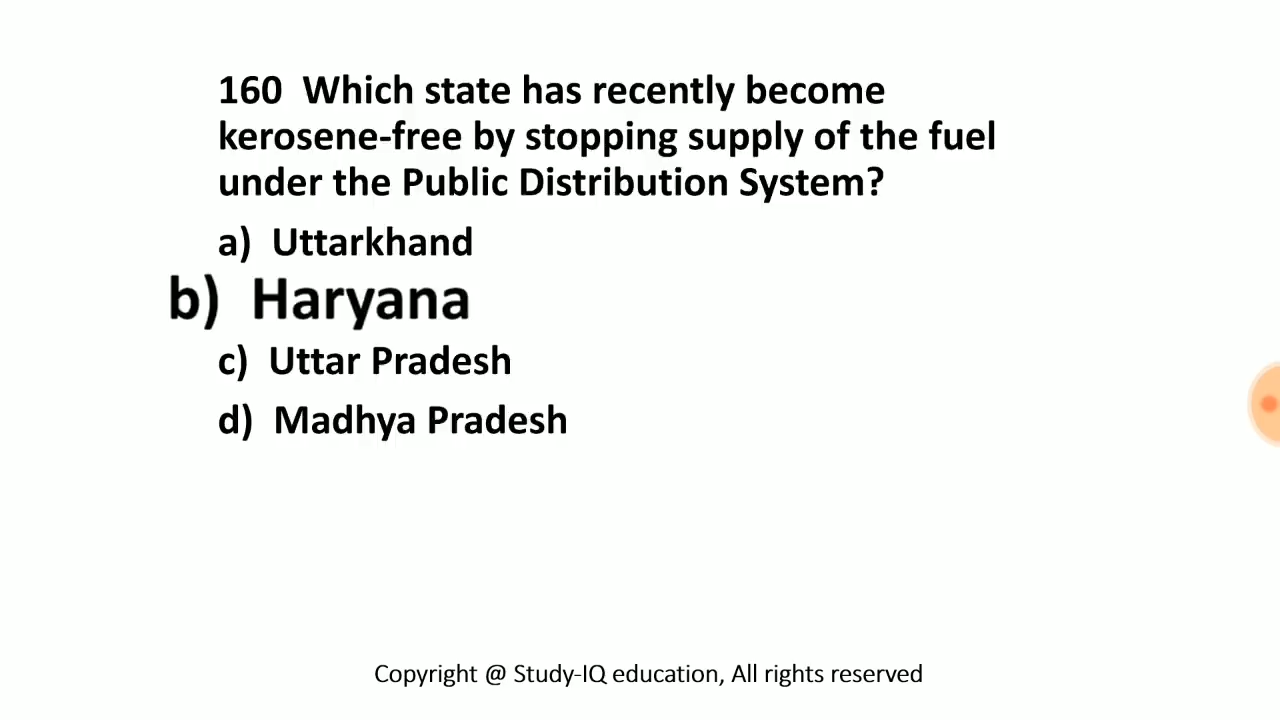 160 Which state has recently become
kerosene-free by stopping supply of the fuel
under the Public Distribution System?
a) Uttarkhand
b) Haryana
c) Uttar Pradesh
d) Madhya Pradesh
Copyright @ Study-IQ education, All rights reserved